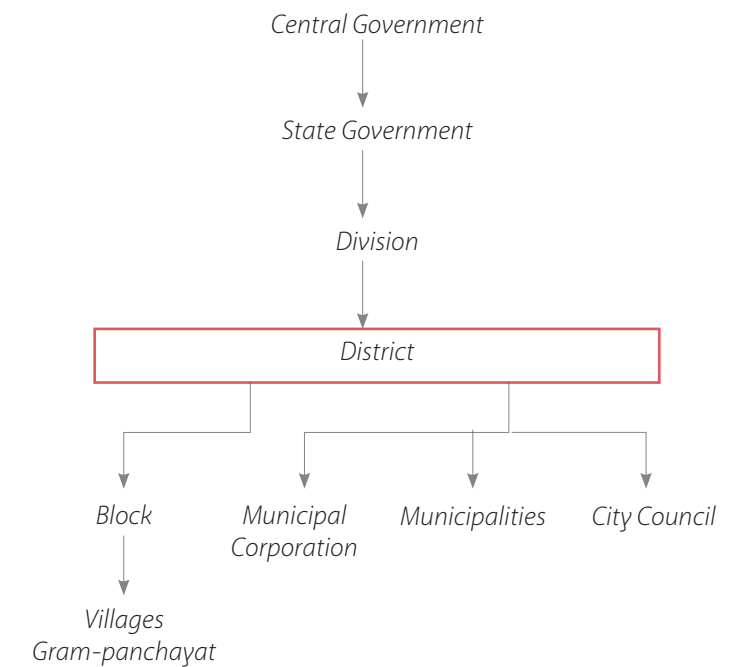 Central Government
State Government
Division
District
Block
Municipal
Corporation
Municipalities
City Council
Villages
Gram-panchayat